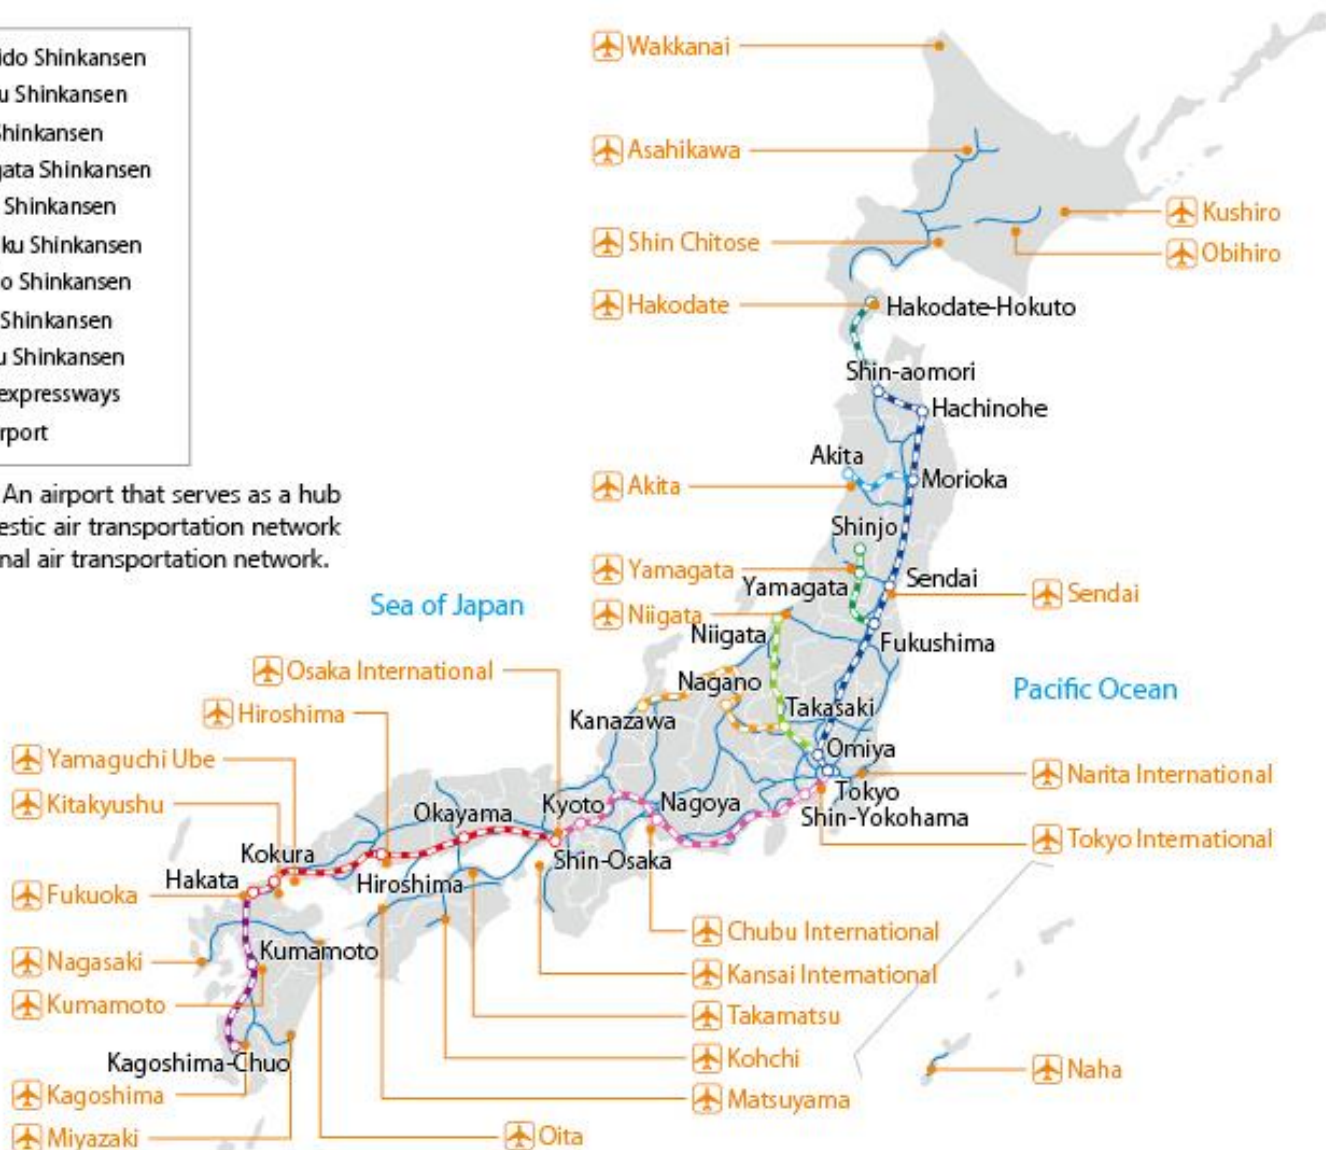 ido Shinkansen
u Shinkansen
Shinkansen
gata Shinkansen
Shinkansen
ku Shinkansen
o Shinkansen
Shinkansen
u Shinkansen
expressways
rport
An airport that serves as a hub
estic air transportation network
nal air transportation network.
Wakkanai
Asahikawa
Kushiro
Shin Chitose
Obihiro
Hakodate
Hakodate-Hokuto
Shin-aomori
Hachinohe
Akita
Morioka
Akita
Shinjo
Yamagata
Sendai
Yamagata
Sendai
Sea of Japan
Niigata
Niigata
Fukushima
Osaka International
Nagano
Pacific Ocean
Hiroshima
Kanazawa
Takasaki
Yamaguchi Ube
Omiya
Narita International
Kitakyushu
Okayama
Kyoto
Nagoya
Tokyo
Shin-Yokohama
Tokyo International
Kokura
Shin-Osaka
Hakata
Hiroshima
Fukuoka
Chubu International
Kumamoto
Nagasaki
Kansai International
Kumamoto
Takamatsu
Kagoshima-Chuo
Kohchi
Naha
Kagoshima
Matsuyama
Miyazaki
Oita